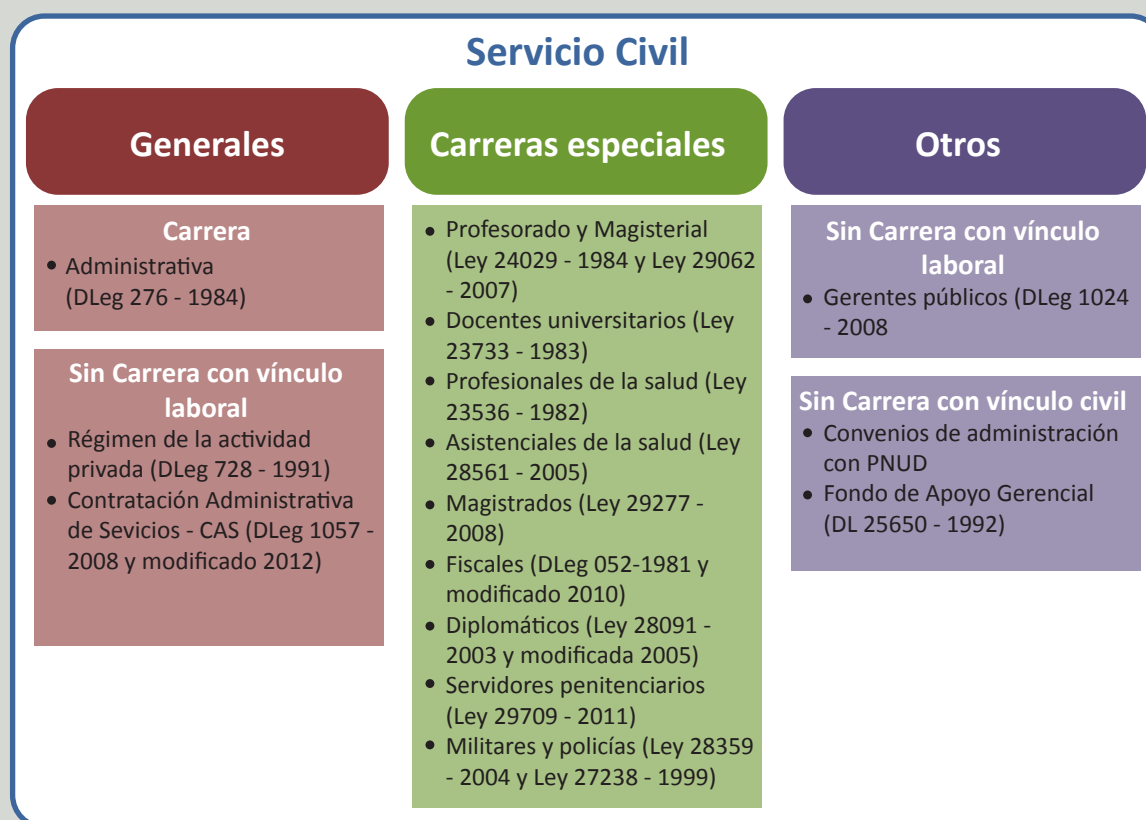 Servicio Civil
Generales
Carrera
• Administrativa
(DLeg 276 - 1984)
Sin Carrera con vínculo
laboral
• Régimen de la actividad
privada (DLeg 728 - 1991)
• Contratación Administrativa
de Sevicios - CAS (DLeg 1057 -
2008 y modificado 2012)
Carreras especiales
• Profesorado y Magisterial
(Ley 24029 - 1984 y Ley 29062
- 2007)
• Docentes universitarios (Ley
23733 - 1983)
• Profesionales de la salud (Ley
23536 - 1982)
• Asistenciales de la salud (Ley
28561 - 2005)
• Magistrados (Ley 29277 -
2008)
• Fiscales (DLeg 052-1981 y
modificado 2010)
• Diplomáticos (Ley 28091 -
2003 y modificada 2005)
• Servidores penitenciarios
(Ley 29709 - 2011)
• Militares y policías (Ley 28359
- 2004 y Ley 27238 - 1999)
Otros
Sin Carrera con vínculo
laboral
• Gerentes públicos (DLeg 1024
- 2008
Sin Carrera con vínculo civil
• Convenios de administración
con PNUD
• Fondo de Apoyo Gerencial
(DL 25650 - 1992)